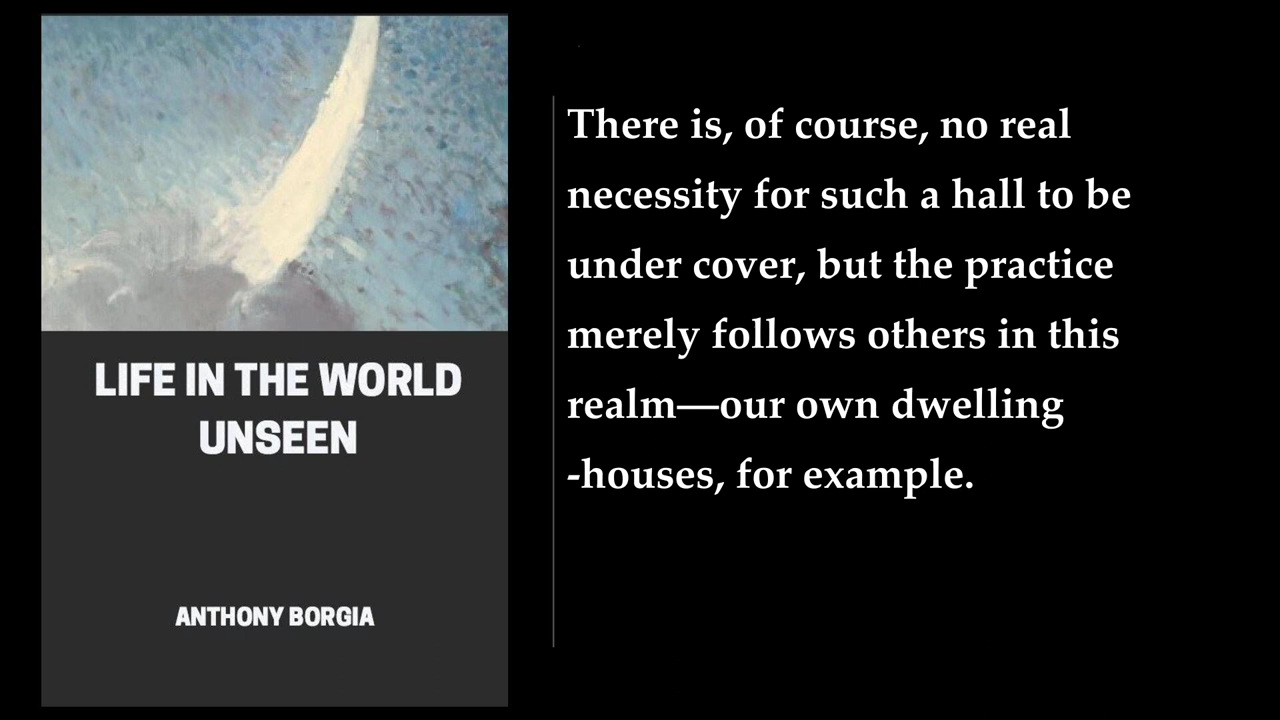 LIFE IN THE WORLD
UNSEEN
ANTHONY BORGIA
There is, of course, no real
necessity for such a hall to be
under cover, but the practice
merely follows others in this
realm—our own dwelling
-houses, for example.